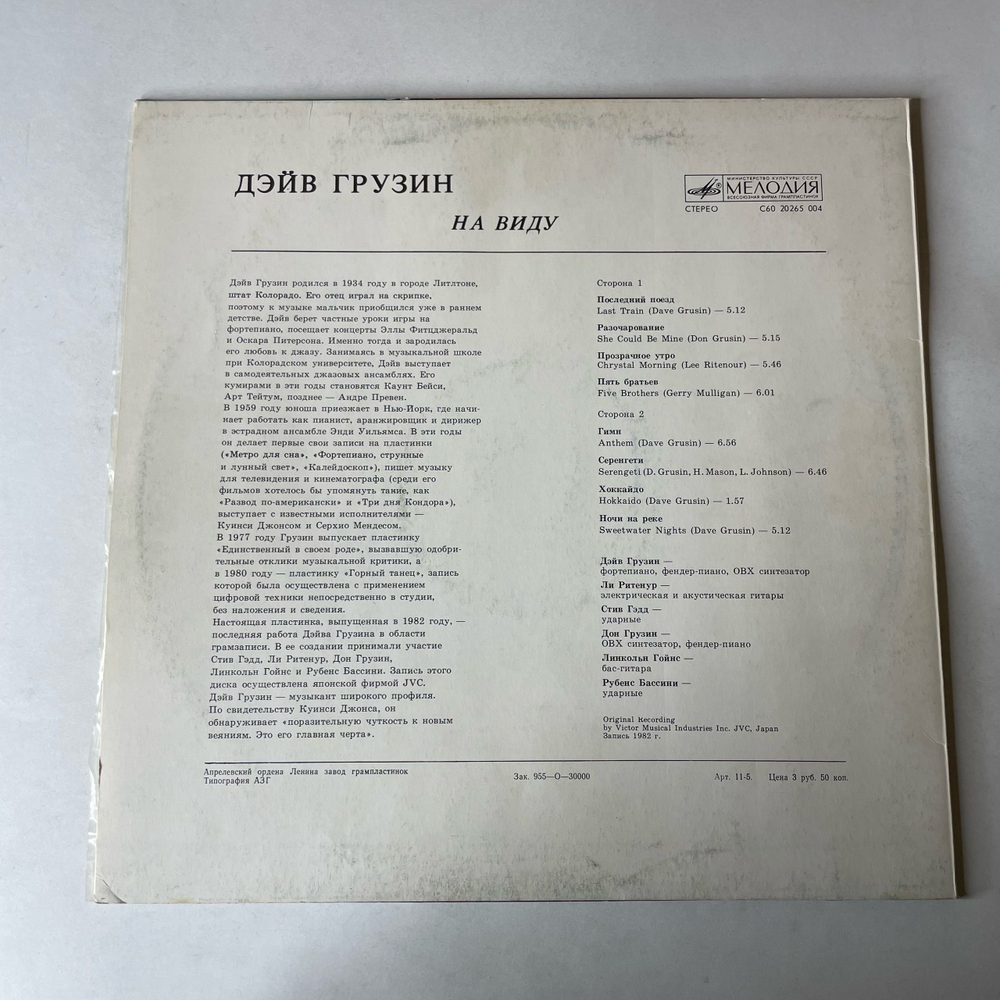 ДЭЙВ ГРУЗИН
НА ВИДУ
МИНИСТЕРСТВО КУЛЬТУРЫ СССР
МЕЛОДИЯ
ВСЕСОЮЗНАЯ ФИРМА ГРАМПЛАСТИНОК
СТЕРЕО С60 20265 004
Дэйв Грузин родился в 1934 году в городе Литлтоне,
штат Колорадо. Его отец играл на скрипке,
поэтому к музыке мальчик приобщился уже в раннем
детстве. Дэйв берет частные уроки игры на
фортепиано, посещает концерты Эллы Фитцджеральд
и Оскара Питерсона. Именно тогда и зародилась
его любовь к джазу. Занимаясь в музыкальной школе
при Колорадском университете, Дэйв выступает
в самодеятельных джазовых ансамблях. Его
кумирами в эти годы становятся Каунт Бейси,
Арт Тейтум, позднее — Андре Превен.
В 1959 году юноша приезжает в Нью-Йорк, где начи-
нает работать как пианист, аранжировщик и дирижер
в эстрадном ансамбле Энди Уильямса. В эти годы
он делает первые свои записи на пластинки
(«Метро для сна», «Фортепиано, струнные
и лунный свет», «Калейдоскоп»), пишет музыку
для телевидения и кинематографа (среди его
фильмов хотелось бы упомянуть такие, как
«Развод по-американски» и «Три дня Кондора»),
выступает с известными исполнителями —
Куинси Джонсом и Серхио Мендесом.
В 1977 году Грузин выпускает пластинку
«Единственный в своем роде», вызвавшую одобри-
тельные отклики музыкальной критики, а
в 1980 году — пластинку «Горный танец», запись
которой была осуществлена с применением
цифровой техники непосредственно в студии,
без наложения и сведения.
Настоящая пластинка, выпущенная в 1982 году, —
последняя работа Дэйва Грузина в области
грамзаписи. В ее создании принимали участие
Стив Гэдд, Ли Ритенур, Дон Грузин,
Линкольн Гойнс и Рубенс Бассини. Запись этого
диска осуществлена японской фирмой JVC.
Дэйв Грузин — музыкант широкого профиля.
По свидетельству Куинси Джонса, он
обнаруживает «поразительную чуткость к новым
веяниям. Это его главная черта».
Сторона 1
Последний поезд
Last Train (Dave Grusin) — 5.12
Разочарование
She Could Be Mine (Don Grusin) — 5.15
Прозрачное утро
Chrystal Morning (Lee Ritenour) — 5.46
Пять братьев
Five Brothers (Gerry Mulligan) — 6.01
Сторона 2
Гимн
Anthem (Dave Grusin) — 6.56
Серенгети
Serengeti (D. Grusin, H. Mason, L. Johnson) — 6.46
Хоккайдо
Hokkaido (Dave Grusin) — 1.57
Ночи на реке
Sweetwater Nights (Dave Grusin) — 5.12
Дэйв Грузин —
фортепиано, фендер-пиано, ОВХ синтезатор
Ли Ритенур —
электрическая и акустическая гитары
Стив Гэдд —
ударные
Дон Грузин —
ОВХ синтезатор, фендер-пиано
Линкольн Гойнс —
бас-гитара
Рубенс Бассини —
ударные
Original Recording
by Victor Musical Industries Inc. JVC, Japan
Запись 1982 г.
Апрелевский ордена Ленина завод грампластинок
Типография АЗГ
Зак. 955—О—30000
Арт. 11-5. Цена 3 руб. 50 коп.